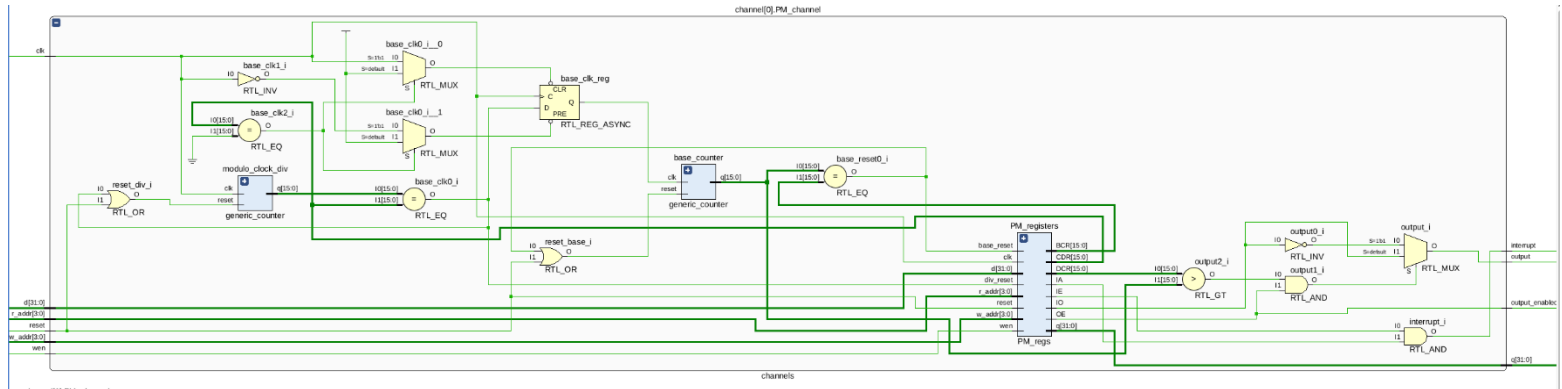 channel[0].PM_channel
clk
base_clk0_i__0
S=1'b1 I0 O
S=default I1
S
RTL_MUX
base_clk1_i
I0 O
RTL_INV
base_clk_reg
CLR
C
D
Q
PRE
RTL_REG_ASYNC
base_clk2_i
I0[15:0]
I1[15:0]
=
O
RTL_EQ
base_clk0_i__1
S=1'b1 I0 O
S=default I1
S
RTL_MUX
reset_div_i
I0
I1
O
RTL_OR
modulo_clock_div
clk
reset
q[15:0]
generic_counter
base_clk0_i
I0[15:0]
I1[15:0]
=
O
RTL_EQ
base_counter
clk
reset
q[15:0]
generic_counter
base_reset0_i
I0[15:0]
I1[15:0]
=
O
RTL_EQ
reset_base_i
I0
I1
O
RTL_OR
PM_registers
base_reset
clk
d[31:0]
div_reset
r_addr[3:0]
reset
w_addr[3:0]
wen
BCR[15:0]
CDR[15:0]
DCR[15:0]
IA
IE
IO
OE
q[31:0]
PM_regs
output2_i
I0[15:0]
I1[15:0]
>
O
RTL_GT
output0_i
I0 O
RTL_INV
output1_i
I0
I1
O
RTL_AND
output_i
S=1'b1 I0 O
S=default I1
S
RTL_MUX
interrupt_i
I0
I1
O
RTL_AND
interrupt
output
output_enabled
q[31:0]
d[31:0]
r_addr[3:0]
reset
w_addr[3:0]
wen
channels